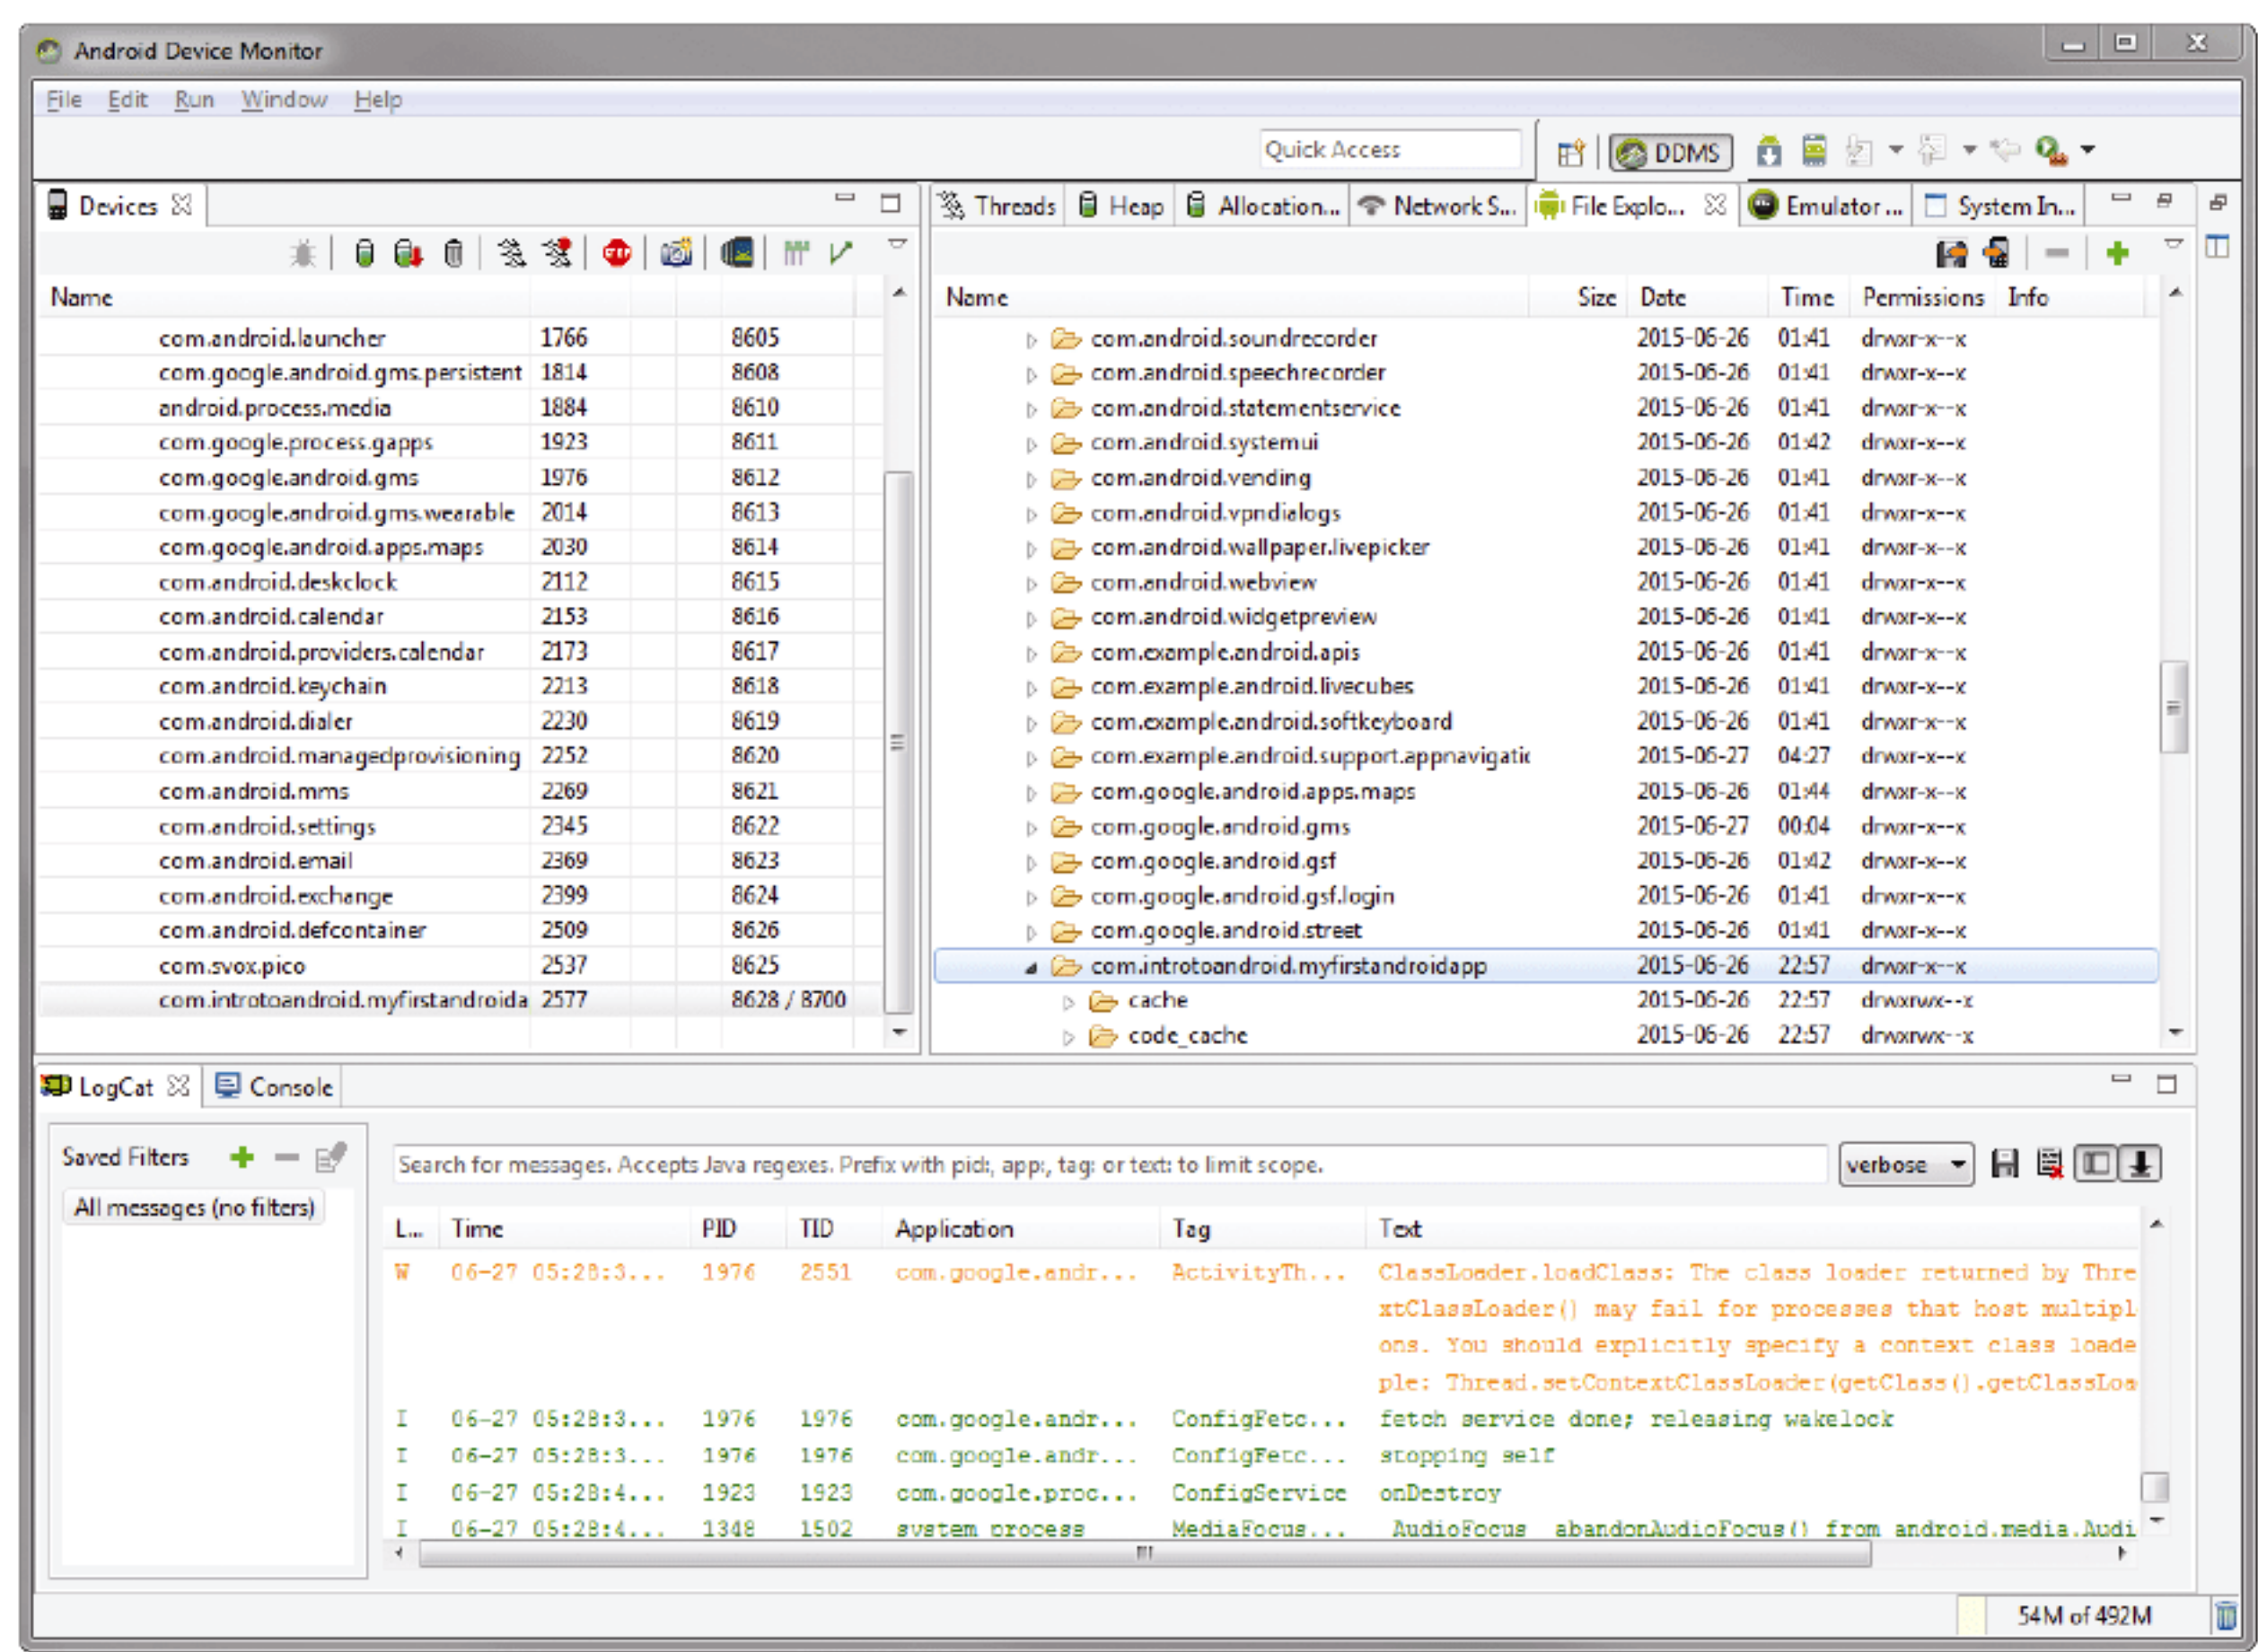 Android Device Monitor
File Edit Run Window Help
Quick Access DDMS
Devices
Name
com.android.launcher 1766 8605
com.google.android.gms.persistent 1814 8608
android.process.media 1884 8610
com.google.process.gapps 1923 8611
com.google.android.gms 1976 8612
com.google.android.gms.wearable 2014 8613
com.google.android.apps.maps 2030 8614
com.android.deskclock 2112 8615
com.android.calendar 2153 8616
com.android.providers.calendar 2173 8617
com.android.keychain 2213 8618
com.android.dialer 2230 8619
com.android.managedprovisioning 2252 8620
com.android.mms 2269 8621
com.android.settings 2345 8622
com.android.email 2369 8623
com.android.exchange 2399 8624
com.android.defcontainer 2509 8626
com.svox.pico 2537 8625
com.introtoandroid.myfirstandroida 2577 8628 / 8700
Threads Heap Allocation... Network S... File Explo... Emulator ... System In...
Name Size Date Time Permissions Info
com.android.soundrecorder 2015-06-26 01:41 drwxr-x--x
com.android.speechrecorder 2015-06-26 01:41 drwxr-x--x
com.android.statementservice 2015-06-26 01:41 drwxr-x--x
com.android.systemui 2015-06-26 01:42 drwxr-x--x
com.android.vending 2015-06-26 01:41 drwxr-x--x
com.android.vpndialogs 2015-06-26 01:41 drwxr-x--x
com.android.wallpaper.livepicker 2015-06-26 01:41 drwxr-x--x
com.android.webview 2015-06-26 01:41 drwxr-x--x
com.android.widgetpreview 2015-06-26 01:41 drwxr-x--x
com.example.android.apis 2015-06-26 01:41 drwxr-x--x
com.example.android.livecubes 2015-06-26 01:41 drwxr-x--x
com.example.android.softkeyboard 2015-06-26 01:41 drwxr-x--x
com.example.android.support.appnavigatic 2015-06-27 04:27 drwxr-x--x
com.google.android.apps.maps 2015-06-26 01:44 drwxr-x--x
com.google.android.gms 2015-06-27 00:04 drwxr-x--x
com.google.android.gsf 2015-06-26 01:42 drwxr-x--x
com.google.android.gsf.login 2015-06-26 01:41 drwxr-x--x
com.google.android.street 2015-06-26 01:41 drwxr-x--x
com.introtoandroid.myfirstandroidapp 2015-06-26 22:57 drwxr-x--x
cache 2015-06-26 22:57 drwxrwx--x
code_cache 2015-06-26 22:57 drwxrwx--x
LogCat Console
Saved Filters
All messages (no filters)
Search for messages. Accepts Java regexes. Prefix with pid:, app:, tag: or text: to limit scope. verbose
L... Time PID TID Application Tag Text
W 06-27 05:28:3... 1976 2551 com.google.andr... ActivityTh... ClassLoader.loadClass: The class loader returned by Thre
xtClassLoader() may fail for processes that host multipl
ons. You should explicitly specify a context class loade
ple: Thread.setContextClassLoader(getClass().getClassLoa
I 06-27 05:28:3... 1976 1976 com.google.andr... ConfigFetc... fetch service done; releasing wakelock
I 06-27 05:28:3... 1976 1976 com.google.andr... ConfigFetc... stopping self
I 06-27 05:28:4... 1923 1923 com.google.proc... ConfigService onDestroy
I 06-27 05:28:4... 1348 1502 system_process MediaFocus... AudioFocus abandonAudioFocus() from android.media.Audi
54M of 492M